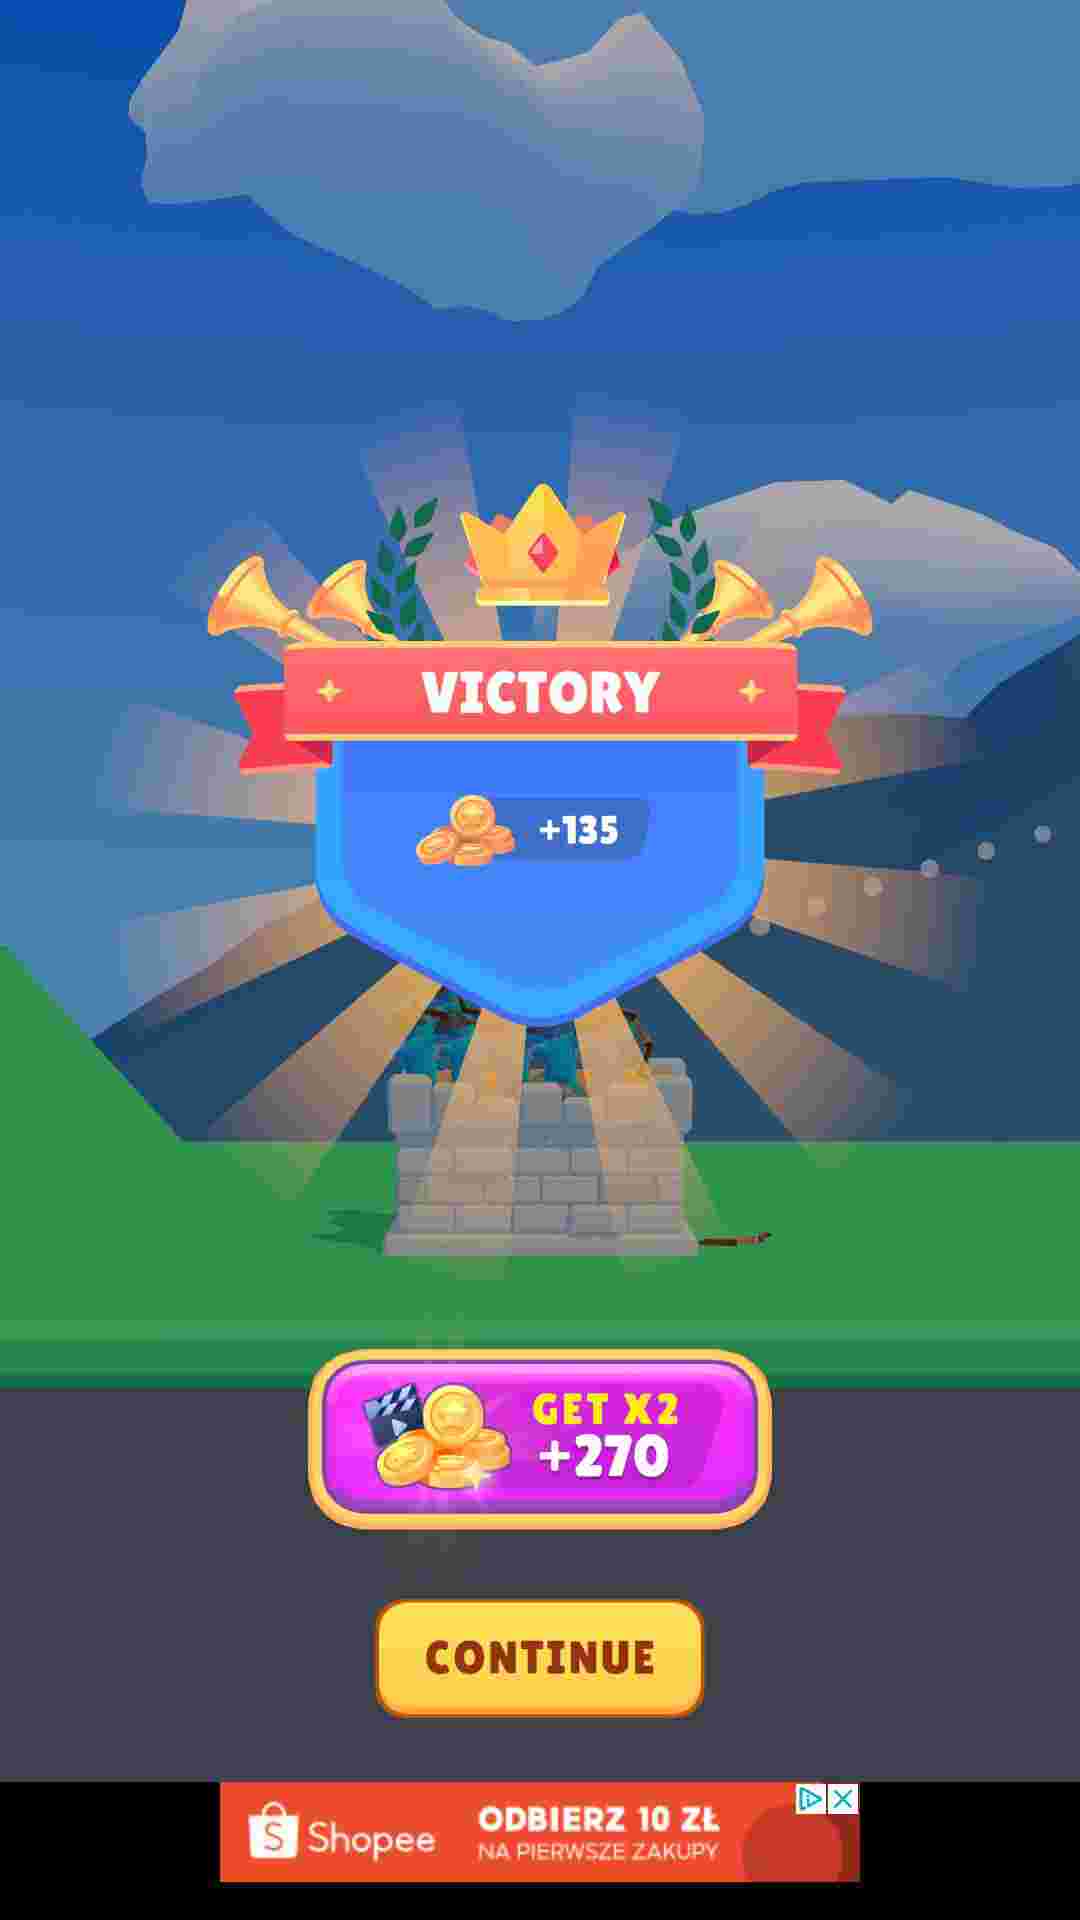 VICTORY
+135
GET X2
+270
CONTINUE
Shopee
ODBIERZ 10 ZŁ
NA PIERWSZE ZAKUPY